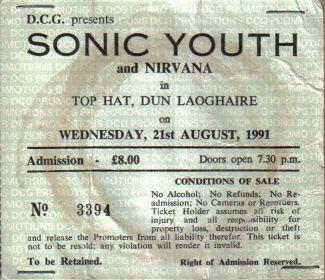 D.C.G. presents
SONIC YOUTH
and NIRVANA
in
TOP HAT, DUN LAOGHAIRE
on
WEDNESDAY, 21st AUGUST, 1991
Admission - £8.00 Doors open 7.30 p.m.
CONDITIONS OF SALE
No Alcohol; No Refunds; No Re-
admission; No Cameras or Recorders.
Ticket Holder assumes all risk of
injury and all responsibility for
property loss, destruction or theft
and release the Promoters from all liability therefor. This ticket is
not to be resold; any violation will render it invalid.
Nº 3394
To be Retained. Right of Admission Reserved.